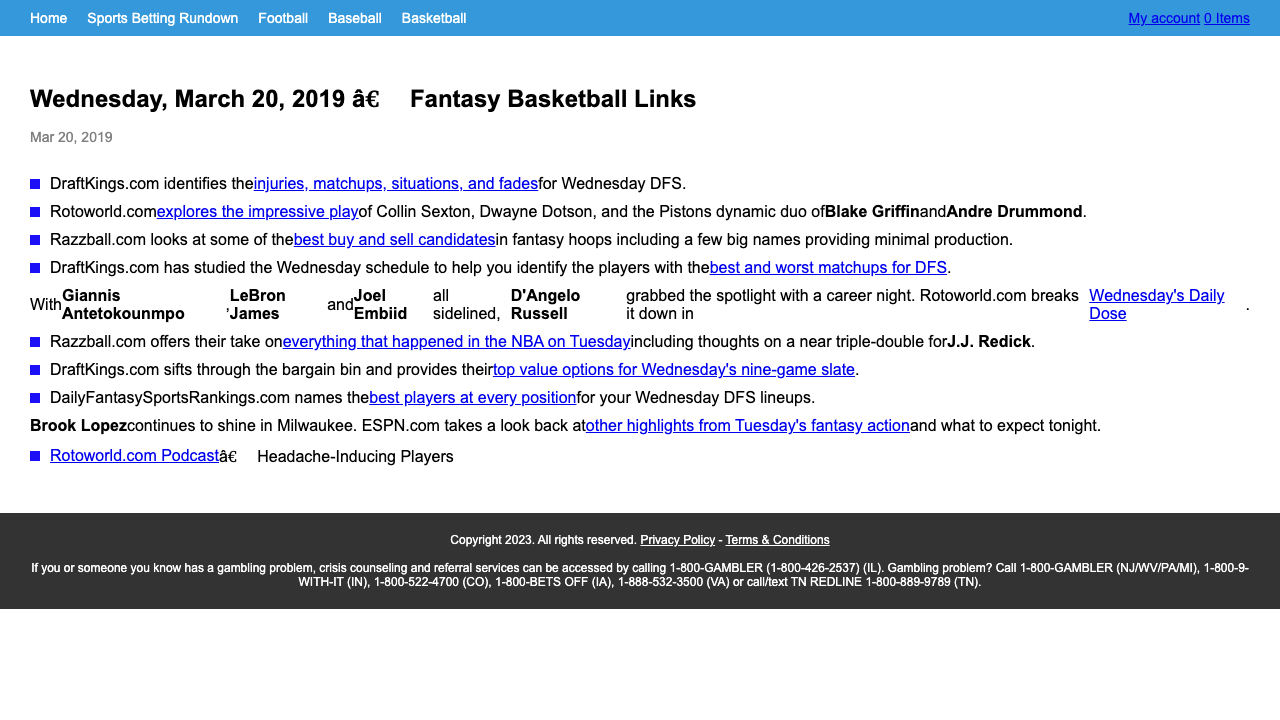 Home Sports Betting Rundown Football Baseball Basketball My account 0 Items
Wednesday, March 20, 2019 â€ Fantasy Basketball Links
Mar 20, 2019
DraftKings.com identifies the injuries, matchups, situations, and fades for Wednesday DFS.
Rotoworld.com explores the impressive play of Collin Sexton, Dwayne Dotson, and the Pistons dynamic duo of Blake Griffin and Andre Drummond.
Razzball.com looks at some of the best buy and sell candidates in fantasy hoops including a few big names providing minimal production.
DraftKings.com has studied the Wednesday schedule to help you identify the players with the best and worst matchups for DFS.
With Giannis Antetokounmpo, LeBron James and Joel Embiid all sidelined, D'Angelo Russell grabbed the spotlight with a career night. Rotoworld.com breaks it down in Wednesday's Daily Dose.
Razzball.com offers their take on everything that happened in the NBA on Tuesday including thoughts on a near triple-double for J.J. Redick.
DraftKings.com sifts through the bargain bin and provides their top value options for Wednesday's nine-game slate.
DailyFantasySportsRankings.com names the best players at every position for your Wednesday DFS lineups.
Brook Lopez continues to shine in Milwaukee. ESPN.com takes a look back at other highlights from Tuesday's fantasy action and what to expect tonight.
Rotoworld.com Podcast â€ Headache-Inducing Players
Copyright 2023. All rights reserved. Privacy Policy - Terms & Conditions
If you or someone you know has a gambling problem, crisis counseling and referral services can be accessed by calling 1-800-GAMBLER (1-800-426-2537) (IL). Gambling problem? Call 1-800-GAMBLER (NJ/WV/PA/MI), 1-800-9-
WITH-IT (IN), 1-800-522-4700 (CO), 1-800-BETS OFF (IA), 1-888-532-3500 (VA) or call/text TN REDLINE 1-800-889-9789 (TN).